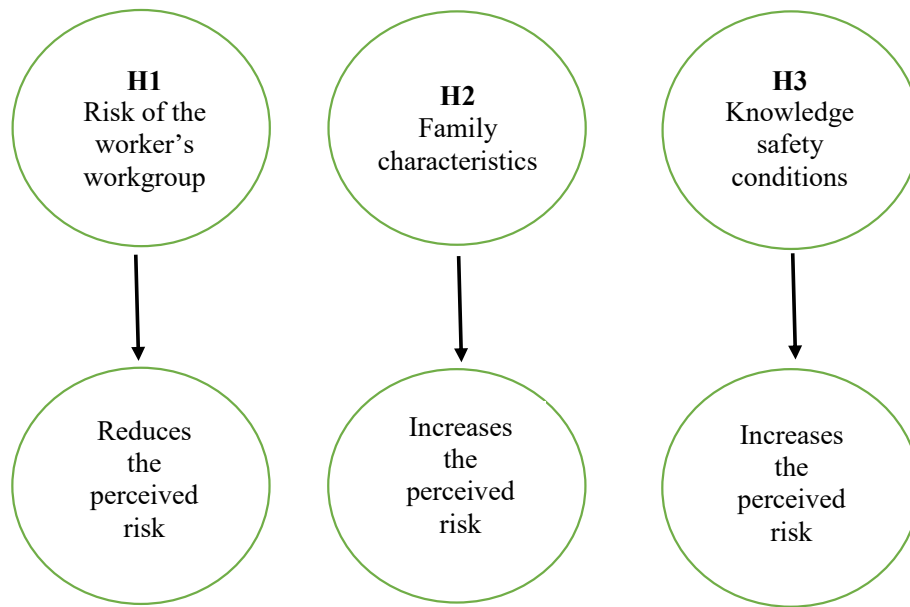 H1
Risk of the
worker’s
workgroup
H2
Family
characteristics
H3
Knowledge
safety
conditions
Reduces
the
perceived
risk
Increases
the
perceived
risk
Increases
the
perceived
risk